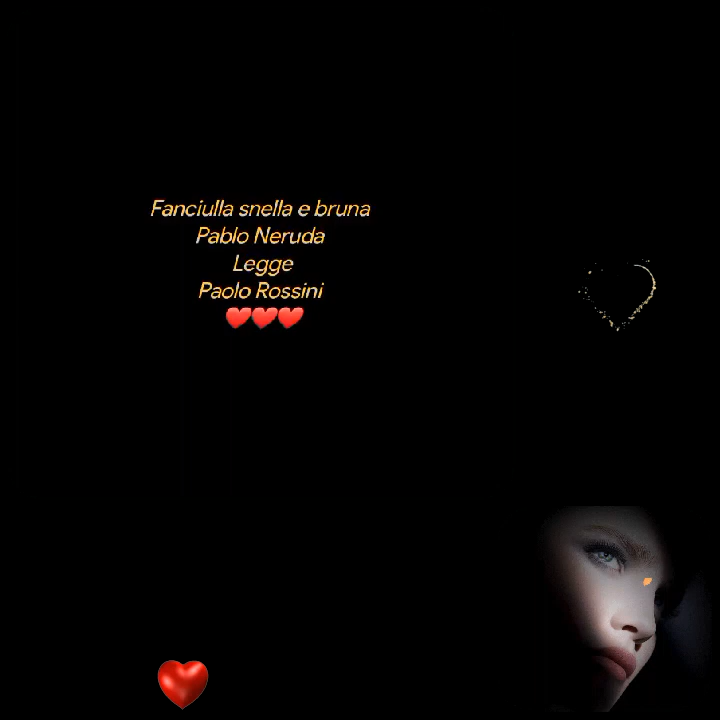 Fanciulla snella e bruna
Pablo Neruda
Legge
Paolo Rossini
❤️❤️❤️